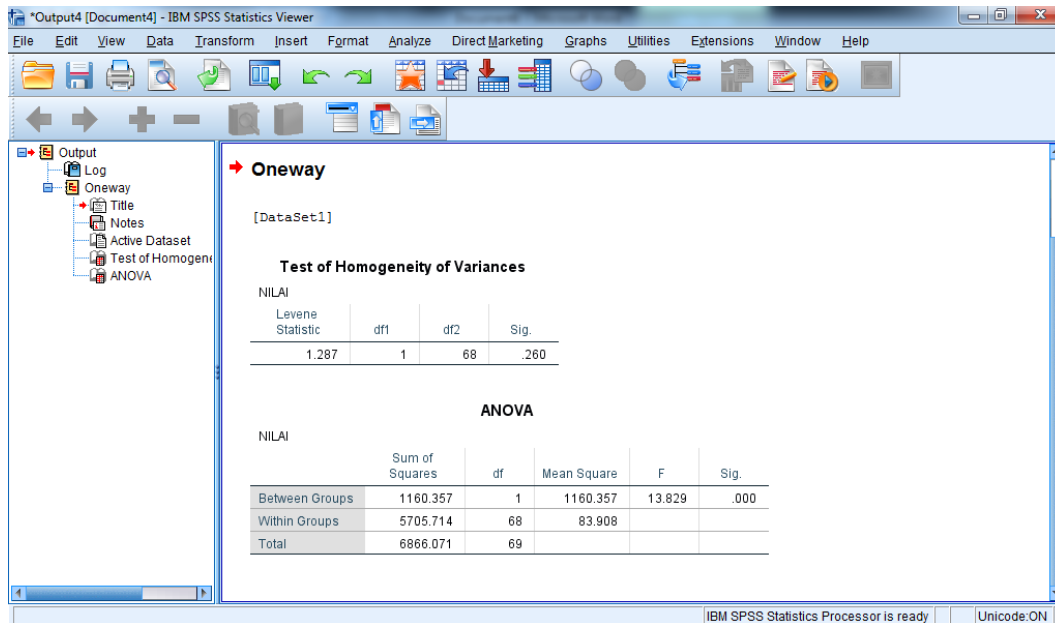 *Output4 [Document4] - IBM SPSS Statistics Viewer
File Edit View Data Transform Insert Format Analyze Direct Marketing Graphs Utilities Extensions Window Help
Output
Log
Oneway
Title
Notes
Active Dataset
Test of Homogene
ANOVA
Oneway
[DataSet1]
Test of Homogeneity of Variances
NILAI
Levene Statistic df1 df2 Sig.
1.287 1 68 .260
ANOVA
NILAI
Sum of Squares df Mean Square F Sig.
Between Groups 1160.357 1 1160.357 13.829 .000
Within Groups 5705.714 68 83.908
Total 6866.071 69
IBM SPSS Statistics Processor is ready Unicode:ON